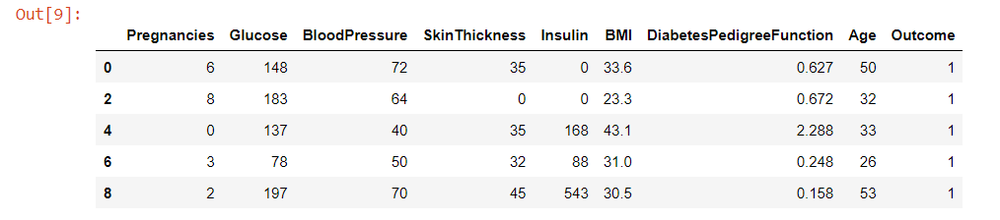 Out[9]:
Pregnancies Glucose BloodPressure SkinThickness Insulin BMI DiabetesPedigreeFunction Age Outcome
0 6 148 72 35 0 33.6 0.627 50 1
2 8 183 64 0 0 23.3 0.672 32 1
4 0 137 40 35 168 43.1 2.288 33 1
6 3 78 50 32 88 31.0 0.248 26 1
8 2 197 70 45 543 30.5 0.158 53 1